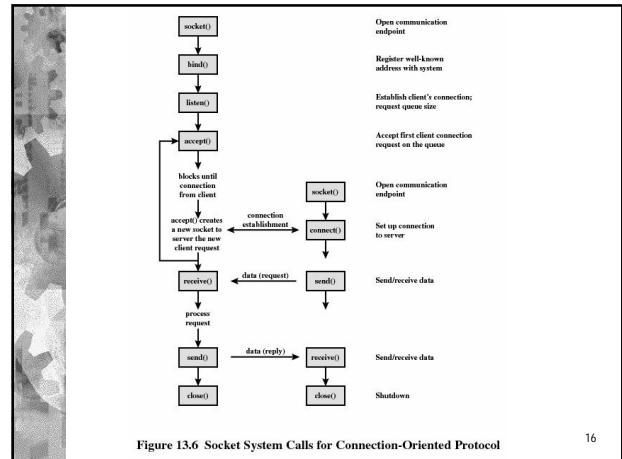 socket()
Open communication
endpoint
bind()
Register well-known
address with system
listen()
Establish client's connection;
request queue size
accept()
Accept first client connection
request on the queue
blocks until
connection
from client
socket()
Open communication
endpoint
accept() creates
a new socket to
server the new
client request
connection
establishment
connect()
Set up connection
to server
receive()
data (request)
send()
Send/receive data
process
request
send()
data (reply)
receive()
Send/receive data
close()
close()
Shutdown
Figure 13.6 Socket System Calls for Connection-Oriented Protocol
16